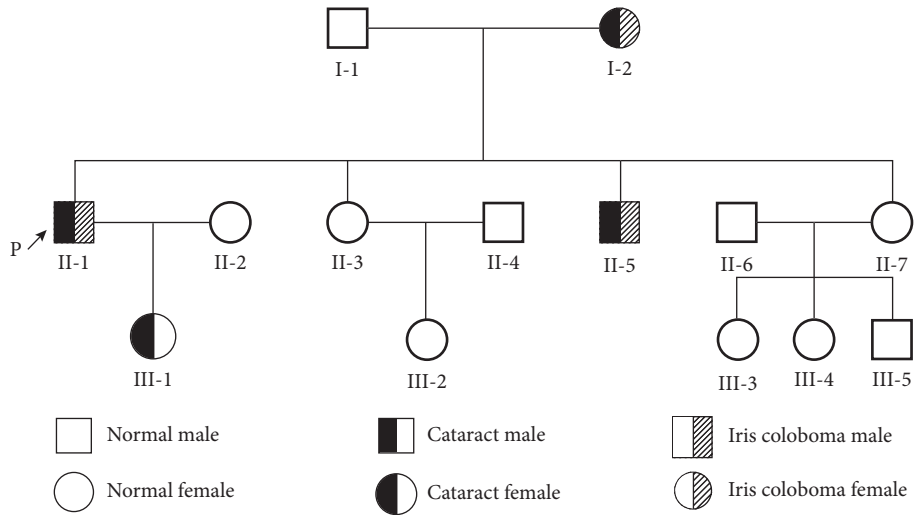 I-1
I-2
P
II-1
II-2
II-3
II-4
II-5
II-6
II-7
III-1
III-2
III-3
III-4
III-5
Normal male
Cataract male
Iris coloboma male
Normal female
Cataract female
Iris coloboma female